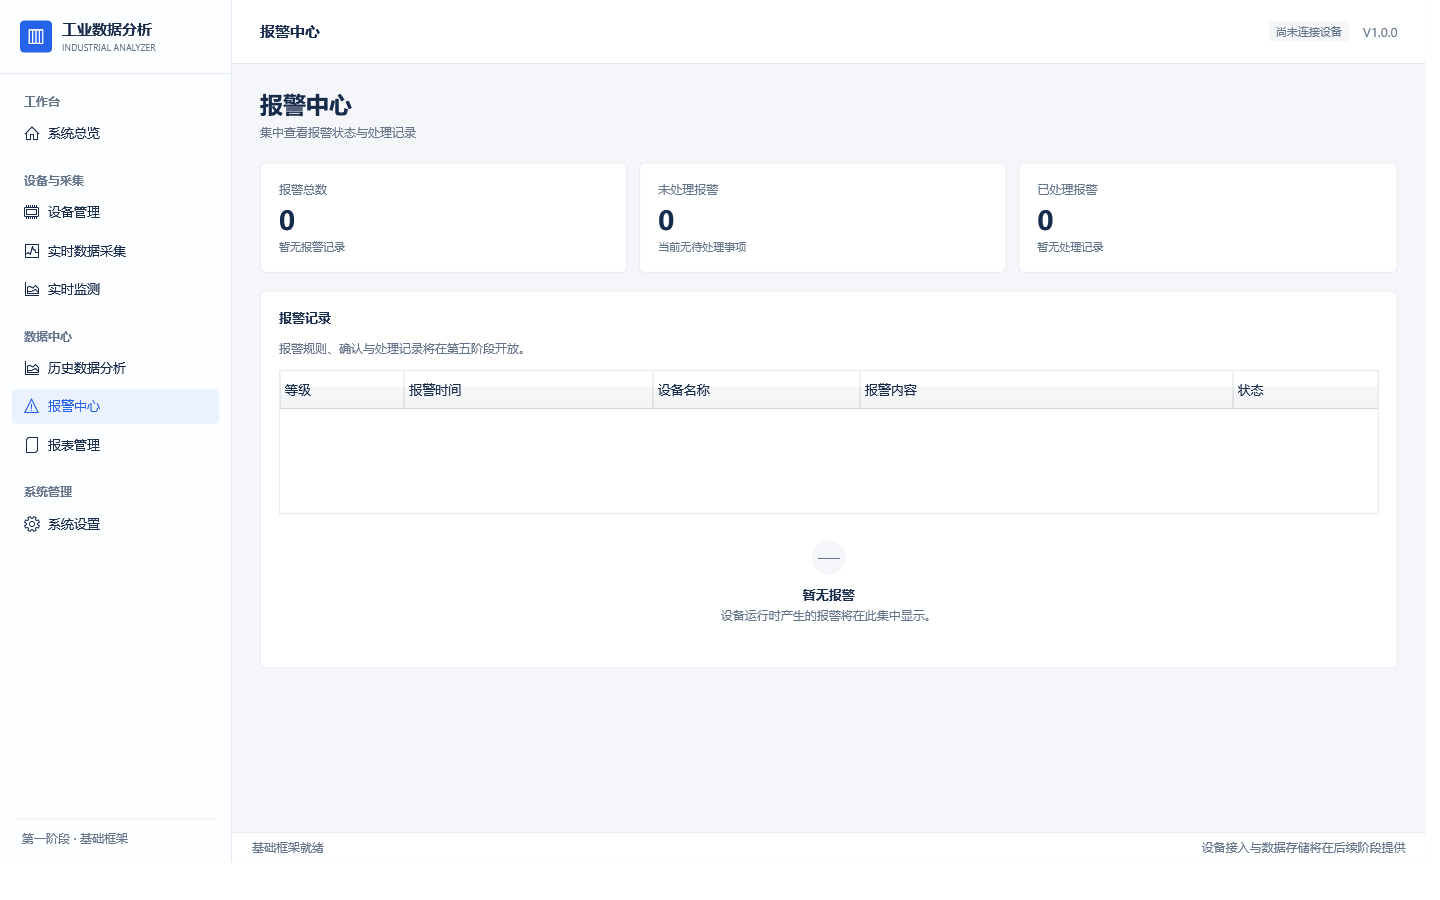 工业数据分析
INDUSTRIAL ANALYZER
工作台
系统总览
设备与采集
设备管理
实时数据采集
实时监测
数据中心
历史数据分析
报警中心
报表管理
系统管理
系统设置
第一阶段 · 基础框架
报警中心
尚未连接设备
V1.0.0
报警中心
集中查看报警状态与处理记录
报警总数
0
暂无报警记录
未处理报警
0
当前无待处理事项
已处理报警
0
暂无处理记录
报警记录
报警规则、确认与处理记录将在第五阶段开放。
等级 报警时间 设备名称 报警内容 状态
暂无报警
设备运行时产生的报警将在此集中显示。
基础框架就绪
设备接入与数据存储将在后续阶段提供